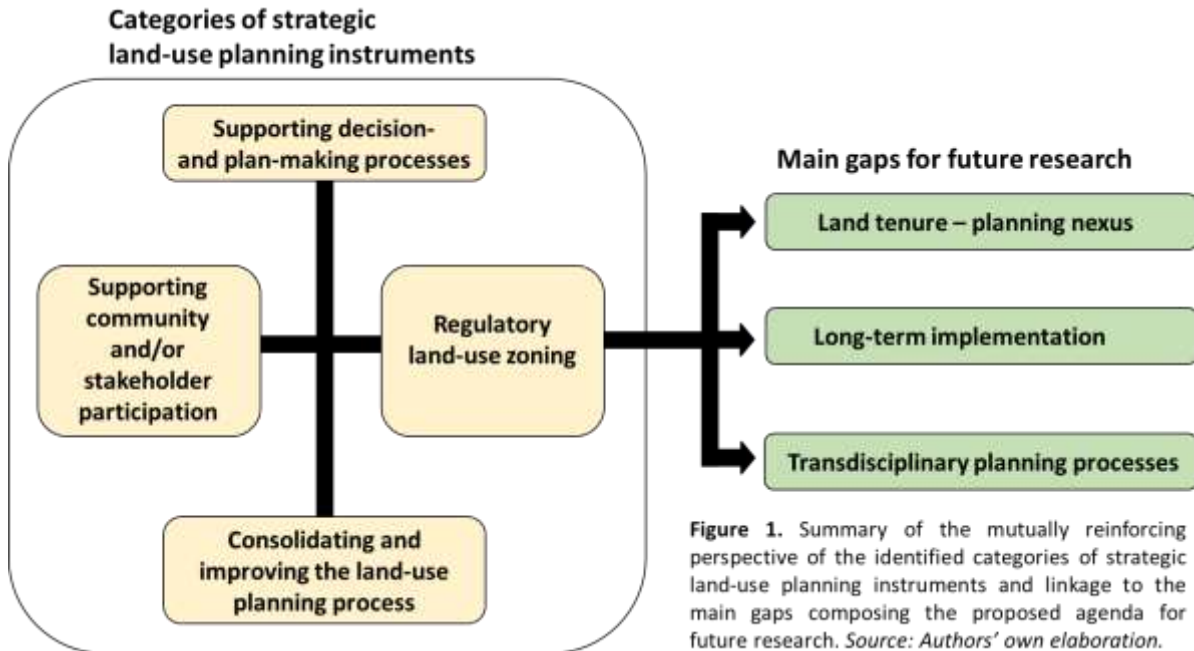 Categories of strategic
land-use planning instruments
Supporting decision-
and plan-making processes
Supporting
community
and/or
stakeholder
participation
Regulatory
land-use zoning
Consolidating and
improving the land-use
planning process
Main gaps for future research
Land tenure – planning nexus
Long-term implementation
Transdisciplinary planning processes
Figure 1. Summary of the mutually reinforcing
perspective of the identified categories of strategic
land-use planning instruments and linkage to the
main gaps composing the proposed agenda for
future research. Source: Authors' own elaboration.